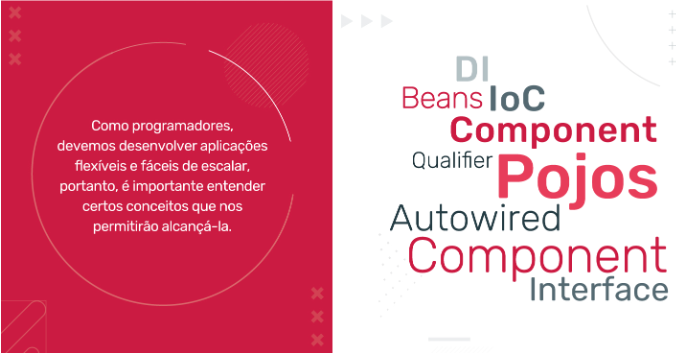 Como programadores,
devemos desenvolver aplicações
flexíveis e fáceis de escalar,
portanto, é importante entender
certos conceitos que nos
permitirão alcançá-la.
DI
Beans IoC
Component
Qualifier Pojos
Autowired
Component
Interface